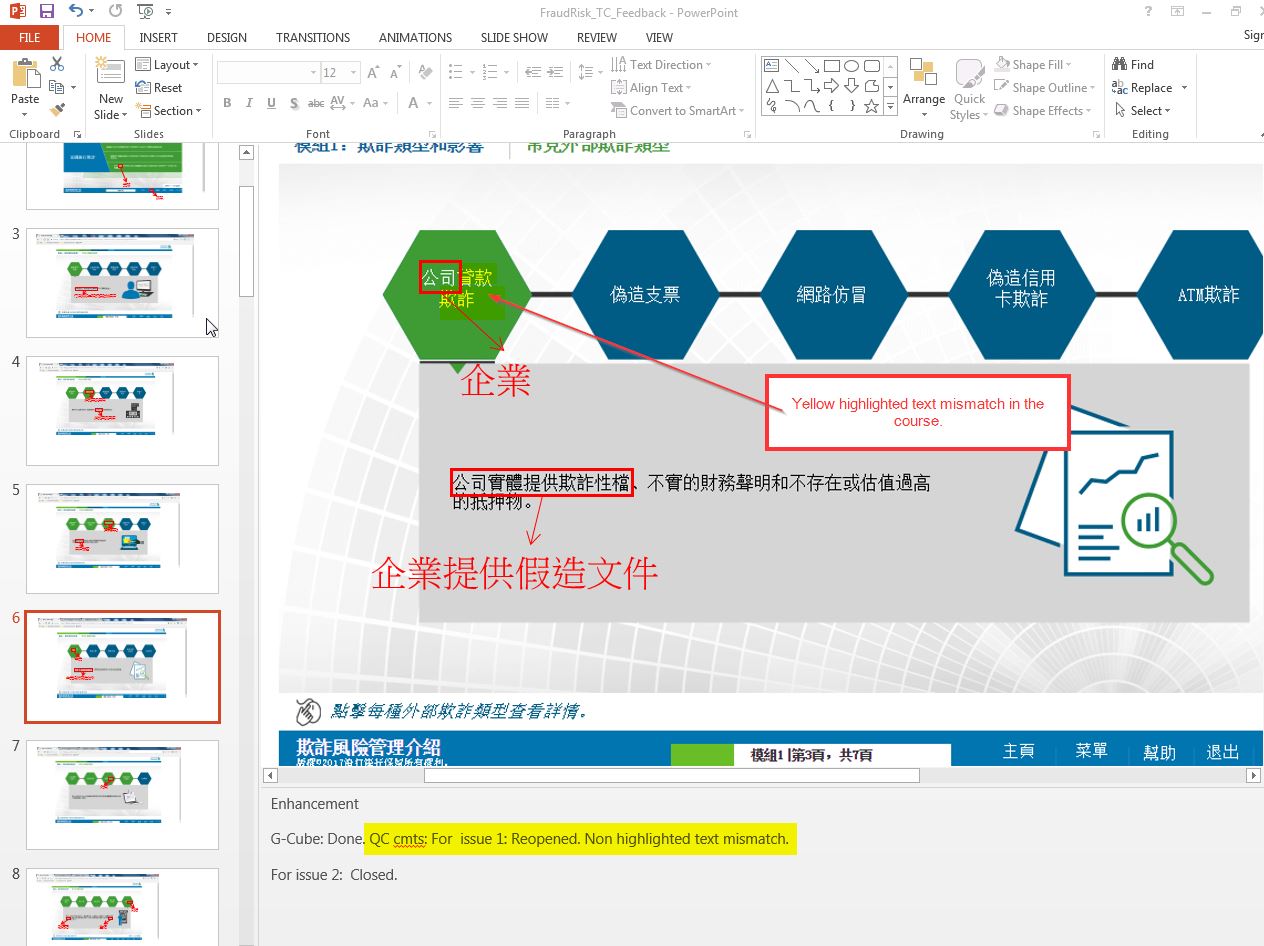 FraudRisk_TC_Feedback - PowerPoint
FILE HOME INSERT DESIGN TRANSITIONS ANIMATIONS SLIDE SHOW REVIEW VIEW
Paste
Clipboard
New Slide
Layout
Reset
Section
Slides
12
B I U S abc AV Aa A
Font
Text Direction
Align Text
Convert to SmartArt
Paragraph
Arrange
Quick Styles
Shape Fill
Shape Outline
Shape Effects
Drawing
Find
Replace
Select
Editing
模組1：欺詐類型和影響 常見外部欺詐類型
3
4
5
6
7
8
公司貸款
欺詐
偽造支票
網路仿冒
偽造信用
卡欺詐
ATM欺詐
企業
Yellow highlighted text mismatch in the
course.
公司實體提供欺詐性檔、不實的財務聲明和不存在或估值過高
的抵押物。
企業提供假造文件
點擊每種外部欺詐類型查看詳情。
欺詐風險管理介紹
模組1 |第3頁，共7頁
主頁 菜單 幫助 退出
Enhancement
G-Cube: Done. QC cmts: For issue 1: Reopened. Non highlighted text mismatch.
For issue 2: Closed.